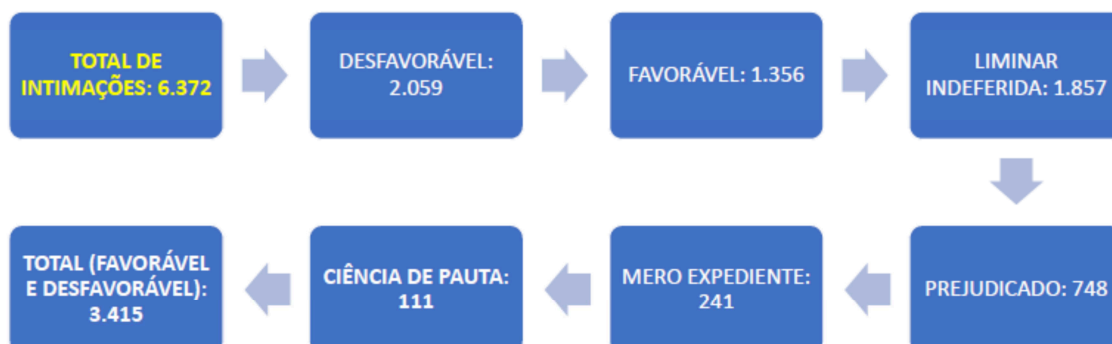 TOTAL DE
INTIMAÇÕES: 6.372
DESFAVORÁVEL:
2.059
FAVORÁVEL: 1.356
LIMINAR
INDEFERIDA: 1.857
PREJUDICADO: 748
MERO EXPEDIENTE:
241
CIÊNCIA DE PAUTA:
111
TOTAL (FAVORÁVEL
E DESFAVORÁVEL):
3.415